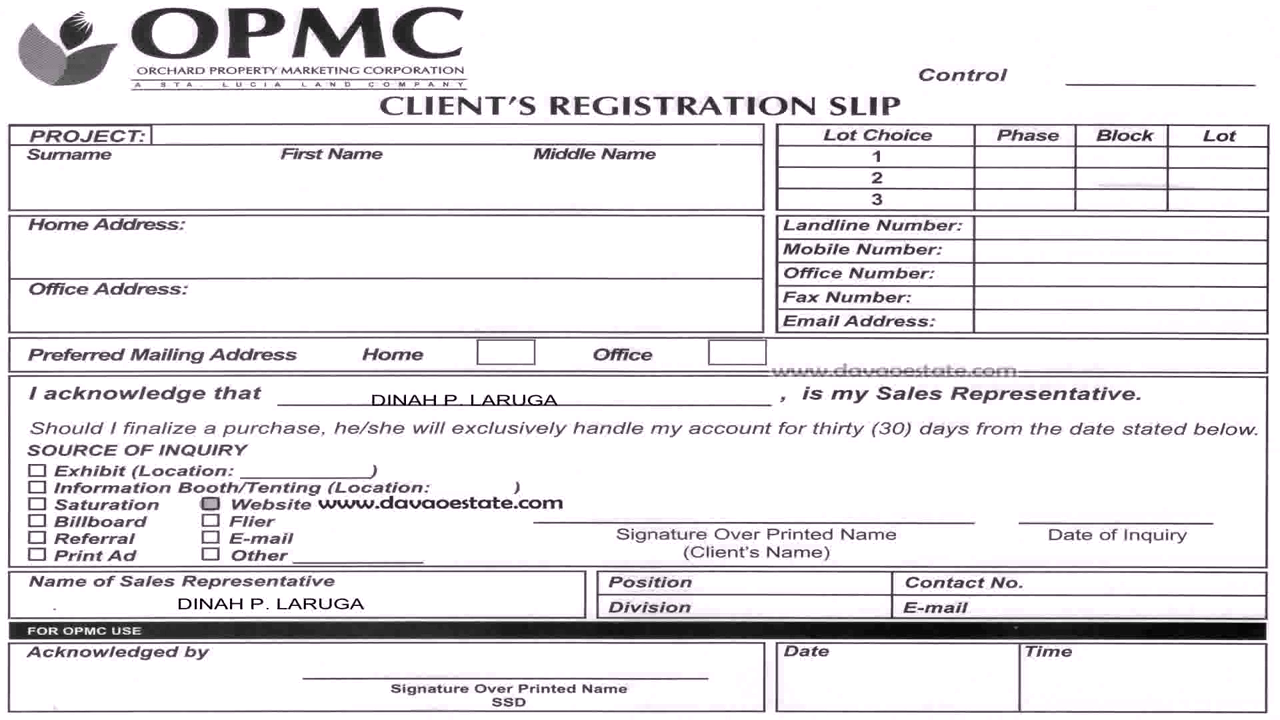 OPMC
ORCHARD PROPERTY MARKETING CORPORATION
A STA. LUCIA LAND COMPANY
Control
CLIENT'S REGISTRATION SLIP
PROJECT:
Surname First Name Middle Name
Lot Choice Phase Block Lot
1
2
3
Home Address:
Office Address:
Landline Number:
Mobile Number:
Office Number:
Fax Number:
Email Address:
Preferred Mailing Address Home Office
www.davaoestate.com
I acknowledge that DINAH P. LARUGA , is my Sales Representative.
Should I finalize a purchase, he/she will exclusively handle my account for thirty (30) days from the date stated below.
SOURCE OF INQUIRY
Exhibit (Location: ____________)
Information Booth/Tenting (Location: )
Saturation Website www.davaoestate.com
Billboard Flier
Referral E-mail
Print Ad Other ____________
Signature Over Printed Name
(Client's Name)
Date of Inquiry
Name of Sales Representative
DINAH P. LARUGA
Position Contact No.
Division E-mail
FOR OPMC USE
Acknowledged by
Signature Over Printed Name
SSD
Date Time